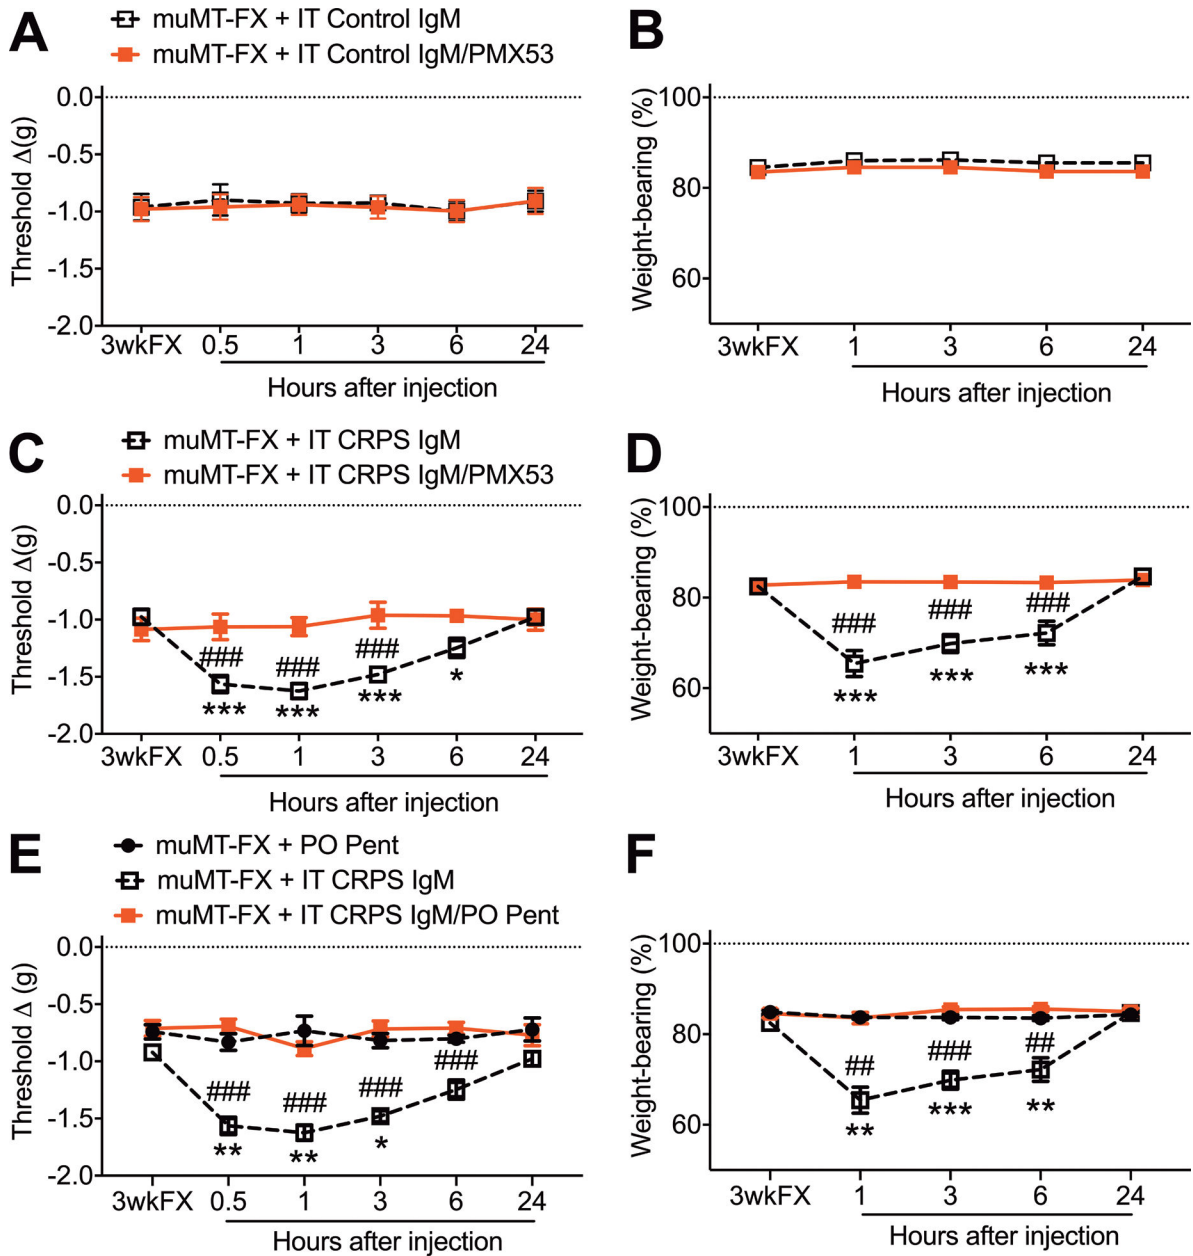 A
muMT-FX + IT Control IgM
muMT-FX + IT Control IgM/PMX53
Threshold Δ(g)
0.0
-0.5
-1.0
-1.5
-2.0
3wkFX 0.5 1 3 6 24
Hours after injection
B
Weight-bearing (%)
100
80
60
3wkFX 1 3 6 24
Hours after injection
C
muMT-FX + IT CRPS IgM
muMT-FX + IT CRPS IgM/PMX53
Threshold Δ(g)
0.0
-0.5
-1.0
-1.5
-2.0
### ### ###
*** *** *** *
3wkFX 0.5 1 3 6 24
Hours after injection
D
Weight-bearing (%)
100
80
60
### ### ###
*** *** ***
3wkFX 1 3 6 24
Hours after injection
E
muMT-FX + PO Pent
muMT-FX + IT CRPS IgM
muMT-FX + IT CRPS IgM/PO Pent
Threshold Δ (g)
0.0
-0.5
-1.0
-1.5
-2.0
### ### ### ###
** ** *
3wkFX 0.5 1 3 6 24
Hours after injection
F
Weight-bearing (%)
100
80
60
## ### ##
** *** **
3wkFX 1 3 6 24
Hours after injection